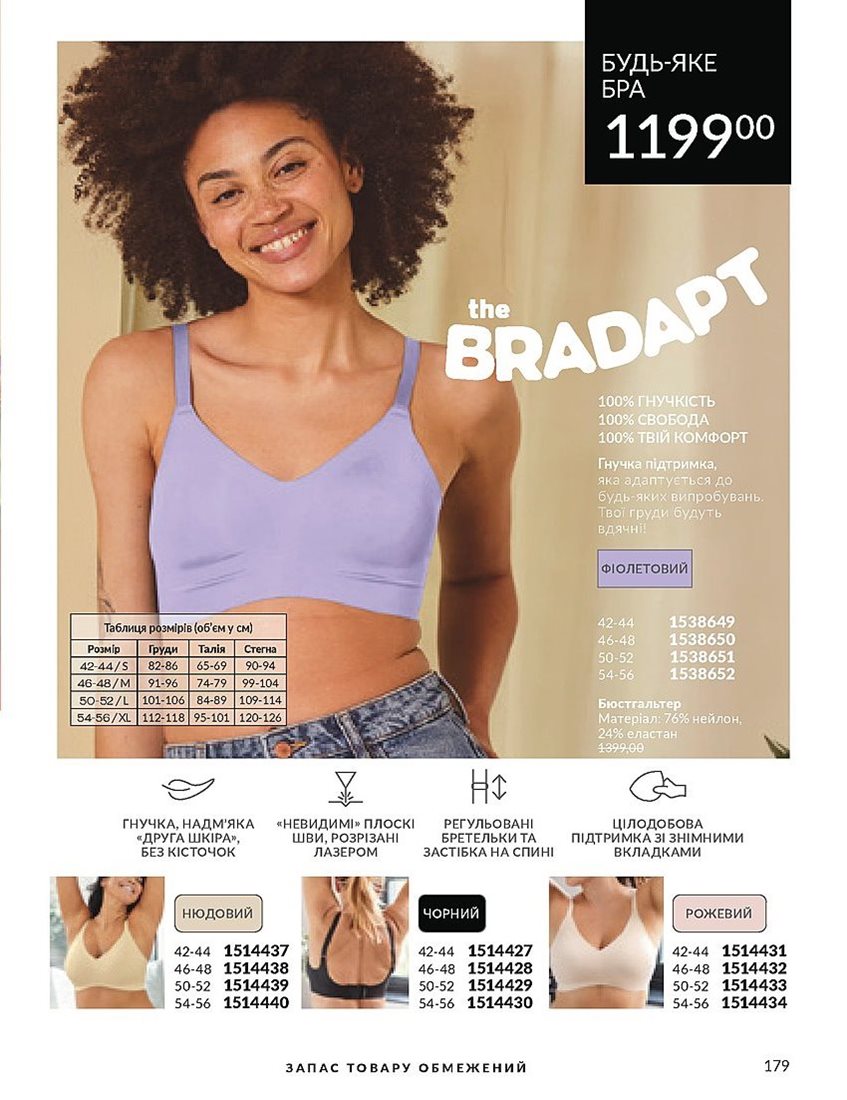 БУДЬ-ЯКЕ
БРА
1199⁰⁰
the
BRADAPT
100% ГНУЧКІСТЬ
100% СВОБОДА
100% ТВІЙ КОМФОРТ
Гнучка підтримка,
яка адаптується до
будь-яких випробувань.
Твої груди будуть
вдячні!
ФІОЛЕТОВИЙ
42-44 1538649
46-48 1538650
50-52 1538651
54-56 1538652
Бюстгальтер
Матеріал: 76% нейлон,
24% еластан
1399,00
Таблиця розмірів (об'єм у см)
Розмір Груди Талія Стегна
42-44/S 82-86 65-69 90-94
46-48/M 91-96 74-79 99-104
50-52/L 101-106 84-89 109-114
54-56/XL 112-118 95-101 120-126
ГНУЧКА, НАДМ'ЯКА
«ДРУГА ШКІРА»,
БЕЗ КІСТОЧОК
«НЕВИДИМІ» ПЛОСКІ
ШВИ, РОЗРІЗАНІ
ЛАЗЕРОМ
РЕГУЛЬОВАНІ
БРЕТЕЛЬКИ ТА
ЗАСТІБКА НА СПИНІ
ЦІЛОДОБОВА
ПІДТРИМКА ЗІ ЗНІМНИМИ
ВКЛАДКАМИ
НЮДОВИЙ
42-44 1514437
46-48 1514438
50-52 1514439
54-56 1514440
ЧОРНИЙ
42-44 1514427
46-48 1514428
50-52 1514429
54-56 1514430
РОЖЕВИЙ
42-44 1514431
46-48 1514432
50-52 1514433
54-56 1514434
ЗАПАС ТОВАРУ ОБМЕЖЕНИЙ
179